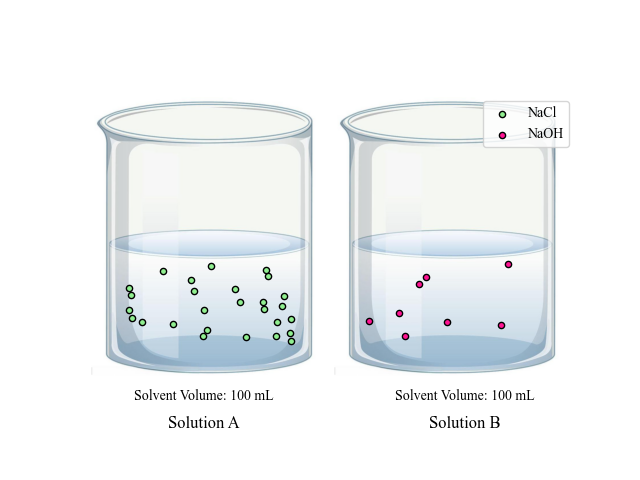 NaCl
NaOH
Solvent Volume: 100 mL
Solvent Volume: 100 mL
Solution A
Solution B